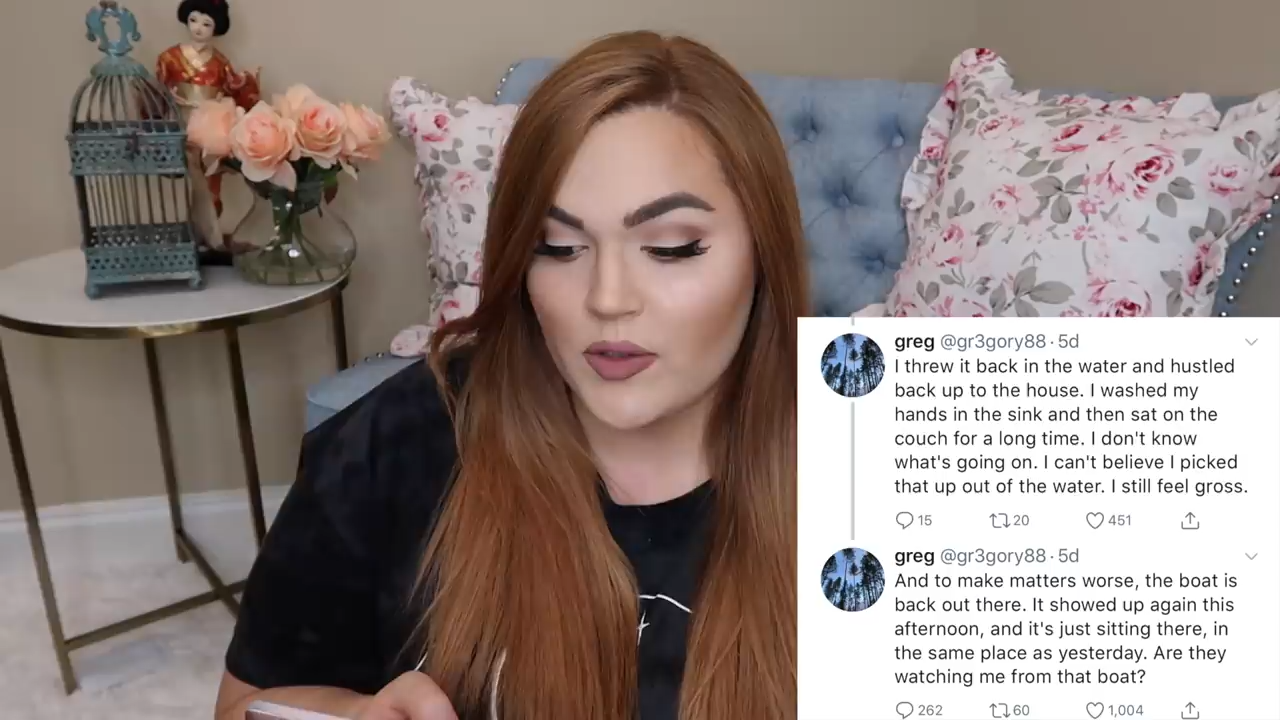 greg @gr3gory88 · 5d
I threw it back in the water and hustled
back up to the house. I washed my
hands in the sink and then sat on the
couch for a long time. I don't know
what's going on. I can't believe I picked
that up out of the water. I still feel gross.
15 20 451
greg @gr3gory88 · 5d
And to make matters worse, the boat is
back out there. It showed up again this
afternoon, and it's just sitting there, in
the same place as yesterday. Are they
watching me from that boat?
262 60 1,004